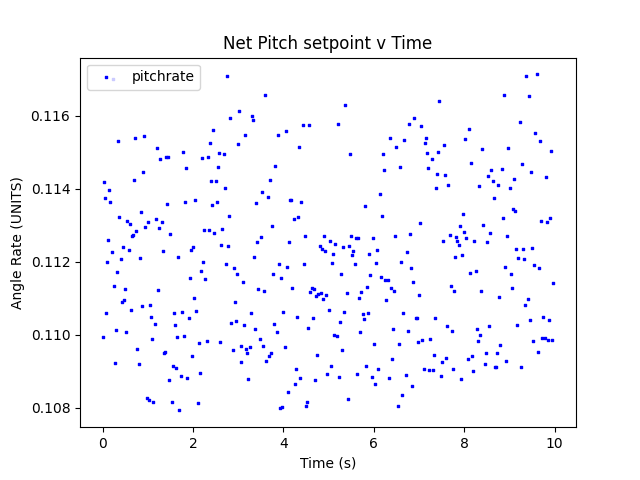 Net Pitch setpoint v Time
pitchrate
0.116
0.114
0.112
0.110
0.108
Angle Rate (UNITS)
0 2 4 6 8 10
Time (s)